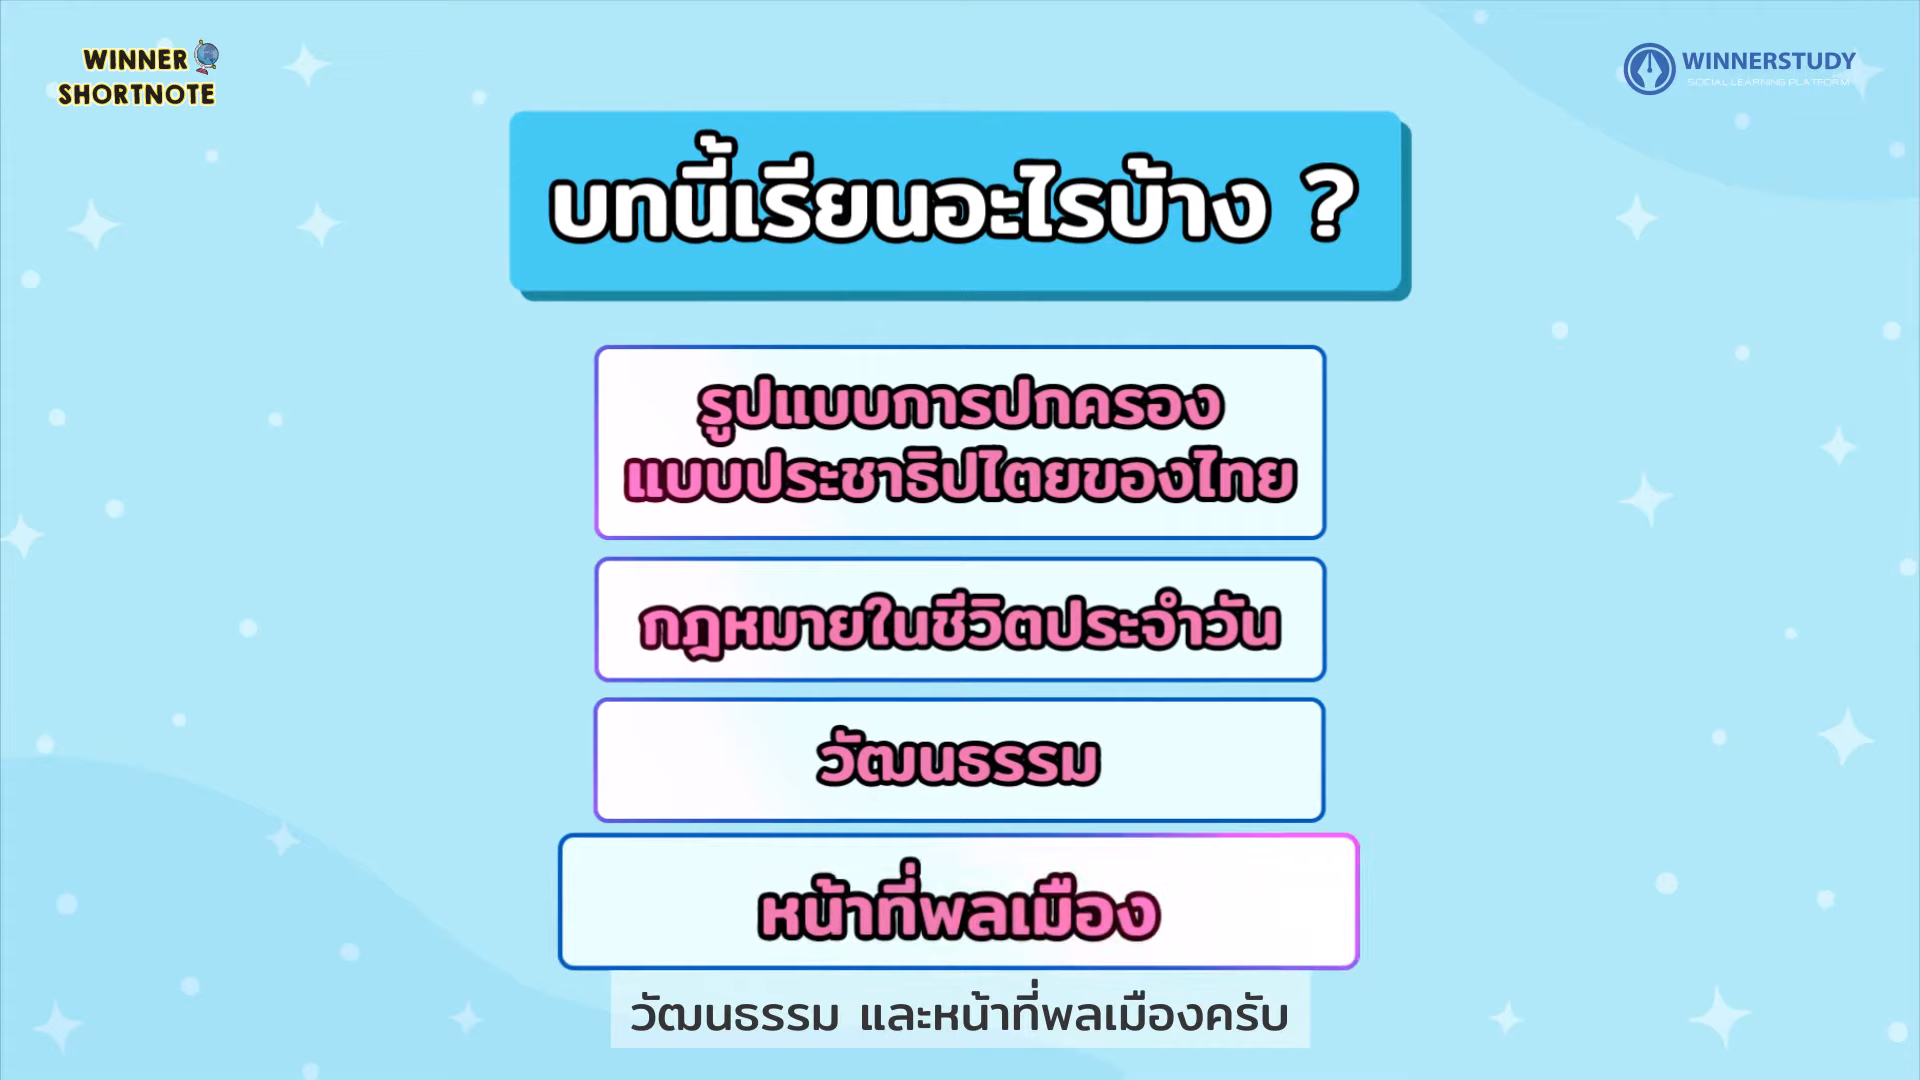 WINNER
SHORTNOTE
WINNERSTUDY
SOCIAL LEARNING PLATFORM
บทนี้เรียนอะไรบ้าง ?
รูปแบบการปกครอง
แบบประชาธิปไตยของไทย
กฎหมายในชีวิตประจำวัน
วัฒนธรรม
หน้าที่พลเมือง
วัฒนธรรม และหน้าที่พลเมืองครับ